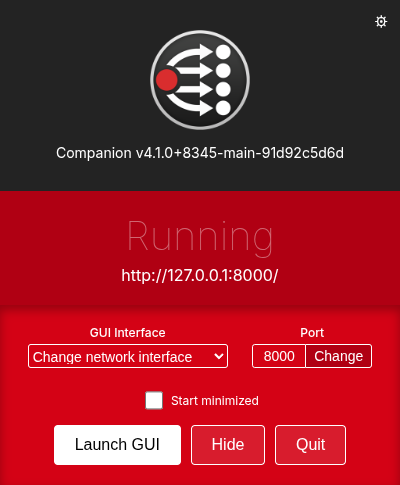 Companion v4.1.0+8345-main-91d92c5d6d
Running
http://127.0.0.1:8000/
GUI Interface
Port
Change network interface
8000
Change
Start minimized
Launch GUI
Hide
Quit